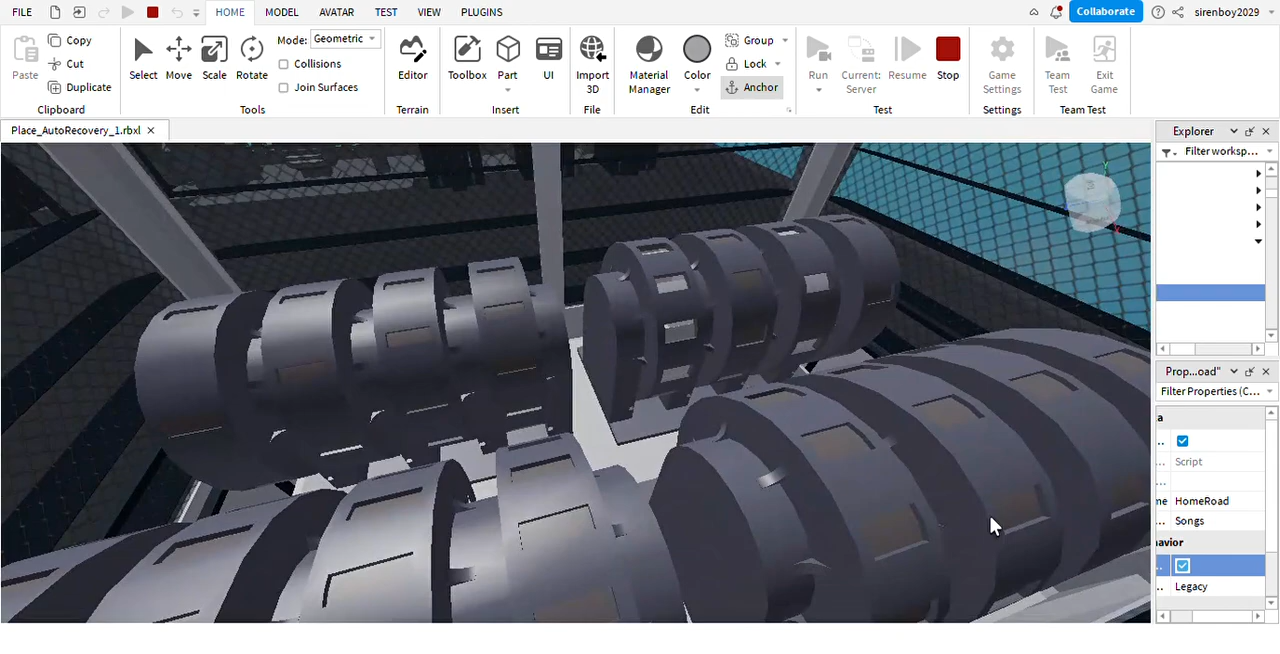 FILE HOME MODEL AVATAR TEST VIEW PLUGINS Collaborate sirenboy2029
Paste Copy Cut Duplicate Clipboard
Select Move Scale Rotate Mode: Geometric Collisions Join Surfaces Tools
Editor Terrain
Toolbox Part UI Insert
Import 3D File
Material Manager Color Group Lock Anchor Edit
Run Current: Server Resume Stop Test
Game Settings Settings
Team Test Exit Game Team Test
Place_AutoRecovery_1.rbxl
Explorer
Filter worksp...
Prop...oad"
Filter Properties (C...
a
Script
me HomeRoad
Songs
navior
Legacy